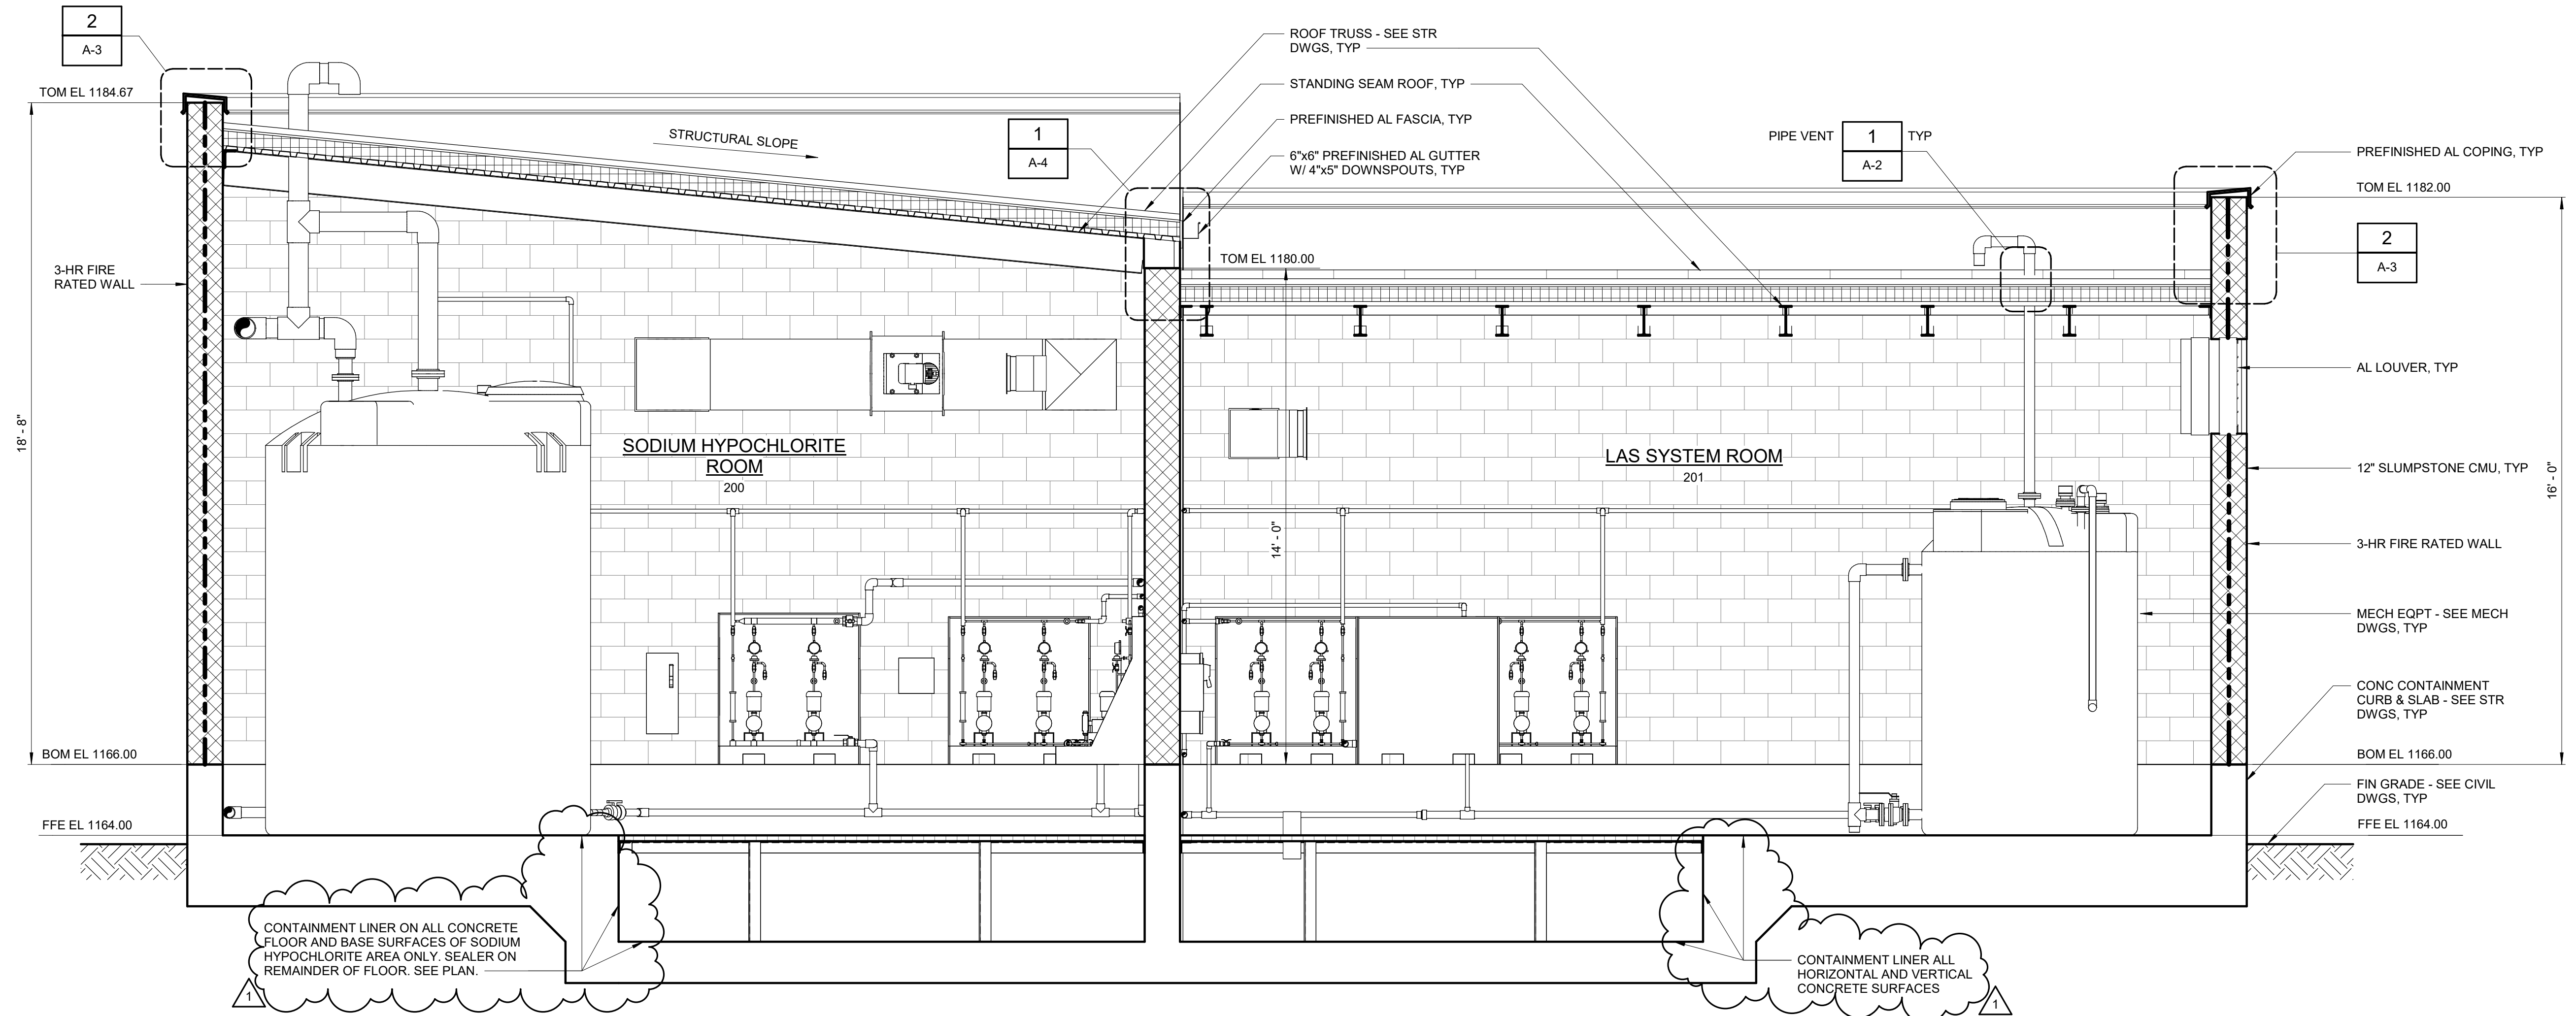 2
A-3
TOM EL 1184.67
STRUCTURAL SLOPE
1
A-4
ROOF TRUSS - SEE STR
DWGS, TYP
STANDING SEAM ROOF, TYP
PREFINISHED AL FASCIA, TYP
6"x6" PREFINISHED AL GUTTER
W/ 4"x5" DOWNSPOUTS, TYP
PIPE VENT
1
A-2
TYP
PREFINISHED AL COPING, TYP
TOM EL 1182.00
2
A-3
TOM EL 1180.00
3-HR FIRE
RATED WALL
AL LOUVER, TYP
18' - 8"
SODIUM HYPOCHLORITE
ROOM
200
LAS SYSTEM ROOM
201
12" SLUMPSTONE CMU, TYP
16' - 0"
14' - 0"
3-HR FIRE RATED WALL
MECH EQPT - SEE MECH
DWGS, TYP
CONC CONTAINMENT
CURB & SLAB - SEE STR
DWGS, TYP
BOM EL 1166.00
BOM EL 1166.00
FIN GRADE - SEE CIVIL
DWGS, TYP
FFE EL 1164.00
FFE EL 1164.00
CONTAINMENT LINER ON ALL CONCRETE
FLOOR AND BASE SURFACES OF SODIUM
HYPOCHLORITE AREA ONLY. SEALER ON
REMAINDER OF FLOOR. SEE PLAN.
1
CONTAINMENT LINER ALL
HORIZONTAL AND VERTICAL
CONCRETE SURFACES
1